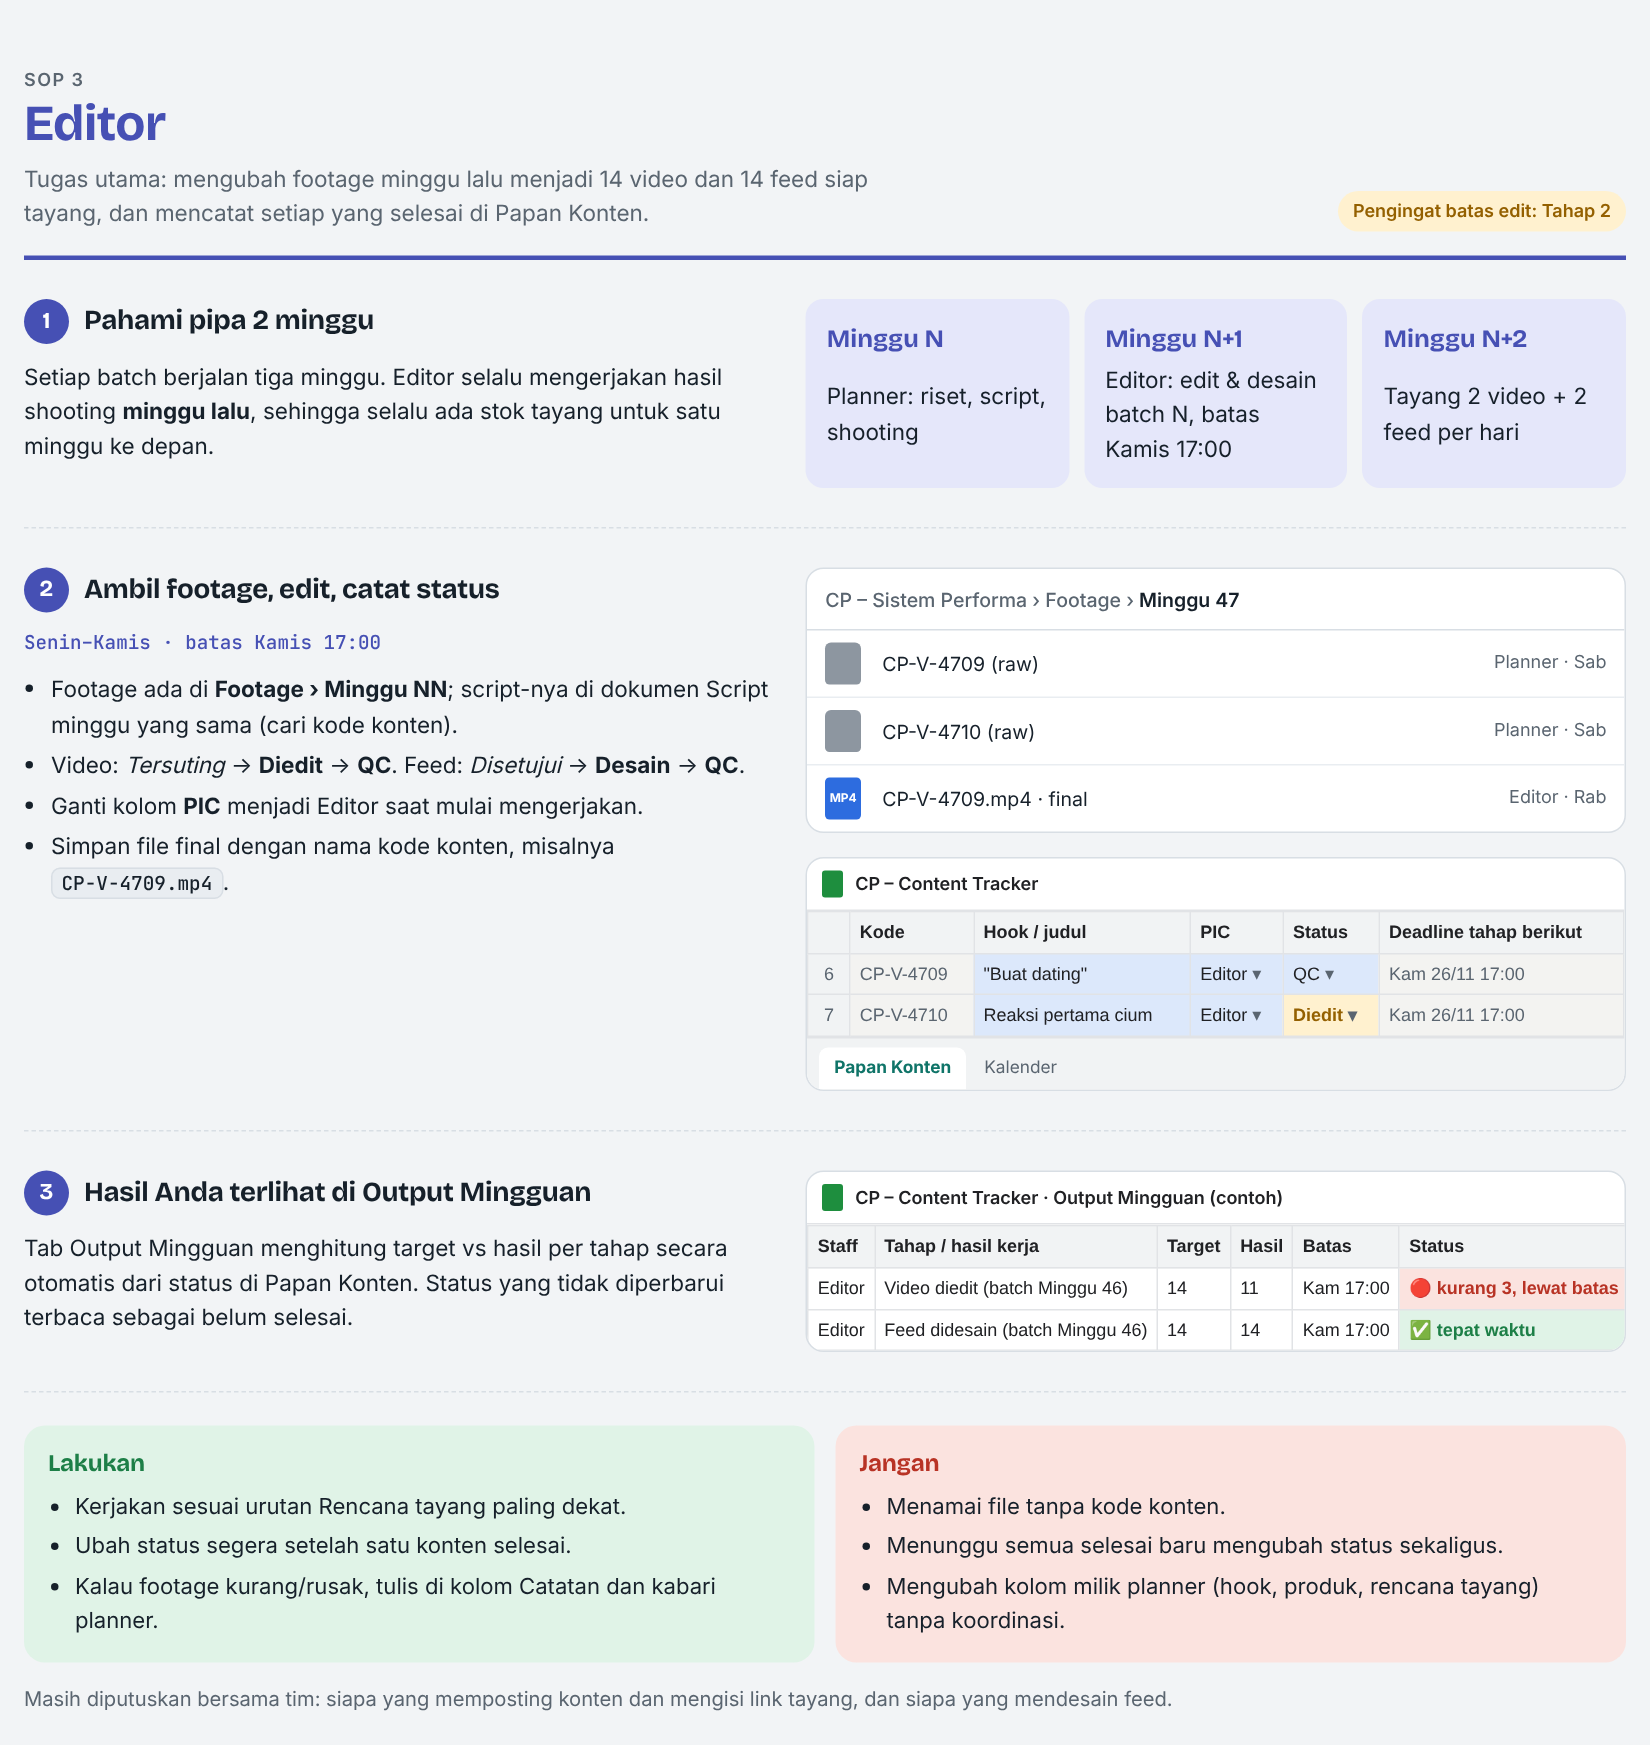 SOP 3
Editor
Tugas utama: mengubah footage minggu lalu menjadi 14 video dan 14 feed siap
tayang, dan mencatat setiap yang selesai di Papan Konten.
Pengingat batas edit: Tahap 2
1 Pahami pipa 2 minggu
Setiap batch berjalan tiga minggu. Editor selalu mengerjakan hasil
shooting minggu lalu, sehingga selalu ada stok tayang untuk satu
minggu ke depan.
Minggu N
Planner: riset, script,
shooting
Minggu N+1
Editor: edit & desain
batch N, batas
Kamis 17:00
Minggu N+2
Tayang 2 video + 2
feed per hari
2 Ambil footage, edit, catat status
Senin-Kamis · batas Kamis 17:00
• Footage ada di Footage › Minggu NN; script-nya di dokumen Script
minggu yang sama (cari kode konten).
• Video: Tersuting → Diedit → QC. Feed: Disetujui → Desain → QC.
• Ganti kolom PIC menjadi Editor saat mulai mengerjakan.
• Simpan file final dengan nama kode konten, misalnya
CP-V-4709.mp4.
CP – Sistem Performa › Footage › Minggu 47
CP-V-4709 (raw) Planner · Sab
CP-V-4710 (raw) Planner · Sab
MP4 CP-V-4709.mp4 · final Editor · Rab
CP – Content Tracker
Kode Hook / judul PIC Status Deadline tahap berikut
6 CP-V-4709 "Buat dating" Editor ▾ QC ▾ Kam 26/11 17:00
7 CP-V-4710 Reaksi pertama cium Editor ▾ Diedit ▾ Kam 26/11 17:00
Papan Konten Kalender
3 Hasil Anda terlihat di Output Mingguan
Tab Output Mingguan menghitung target vs hasil per tahap secara
otomatis dari status di Papan Konten. Status yang tidak diperbarui
terbaca sebagai belum selesai.
CP – Content Tracker · Output Mingguan (contoh)
Staff Tahap / hasil kerja Target Hasil Batas Status
Editor Video diedit (batch Minggu 46) 14 11 Kam 17:00 🔴 kurang 3, lewat batas
Editor Feed didesain (batch Minggu 46) 14 14 Kam 17:00 ✅ tepat waktu
Lakukan
• Kerjakan sesuai urutan Rencana tayang paling dekat.
• Ubah status segera setelah satu konten selesai.
• Kalau footage kurang/rusak, tulis di kolom Catatan dan kabari
planner.
Jangan
• Menamai file tanpa kode konten.
• Menunggu semua selesai baru mengubah status sekaligus.
• Mengubah kolom milik planner (hook, produk, rencana tayang)
tanpa koordinasi.
Masih diputuskan bersama tim: siapa yang memposting konten dan mengisi link tayang, dan siapa yang mendesain feed.